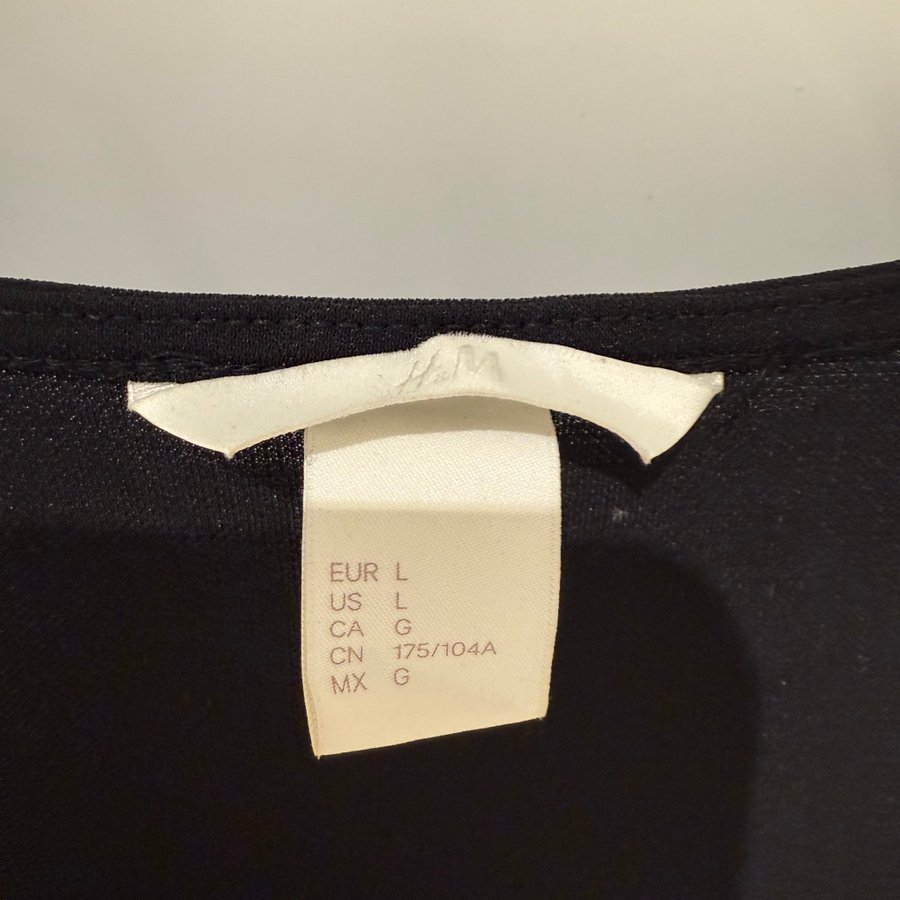 H&M
EUR L
US L
CA G
CN 175/104A
MX G